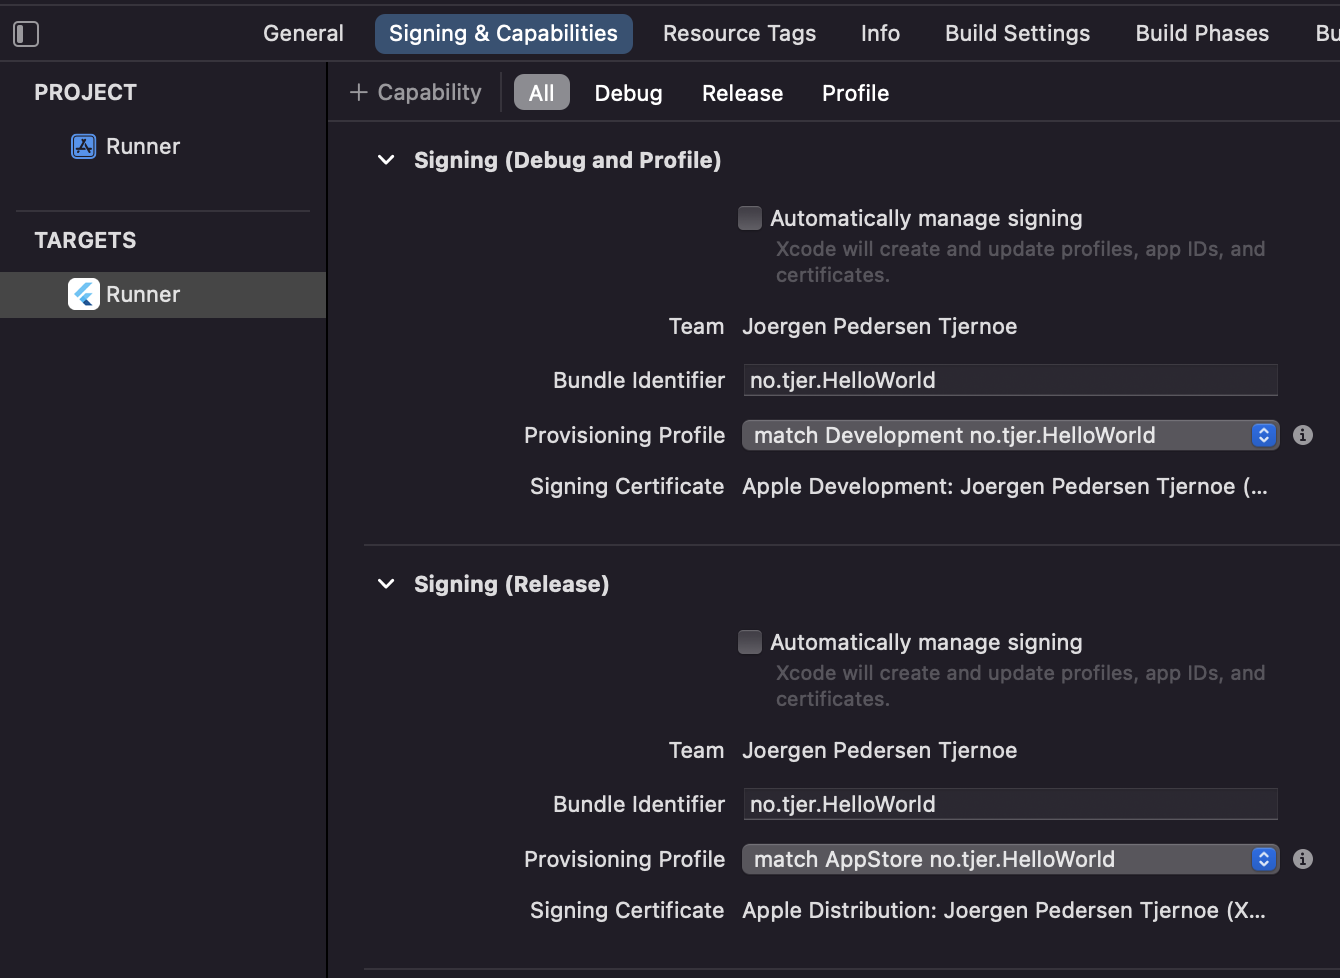 General Signing & Capabilities Resource Tags Info Build Settings Build Phases Bu
PROJECT
Runner
TARGETS
Runner
+ Capability All Debug Release Profile
Signing (Debug and Profile)
Automatically manage signing
Xcode will create and update profiles, app IDs, and
certificates.
Team Joergen Pedersen Tjernoe
Bundle Identifier no.tjer.HelloWorld
Provisioning Profile match Development no.tjer.HelloWorld
Signing Certificate Apple Development: Joergen Pedersen Tjernoe (...
Signing (Release)
Automatically manage signing
Xcode will create and update profiles, app IDs, and
certificates.
Team Joergen Pedersen Tjernoe
Bundle Identifier no.tjer.HelloWorld
Provisioning Profile match AppStore no.tjer.HelloWorld
Signing Certificate Apple Distribution: Joergen Pedersen Tjernoe (X...